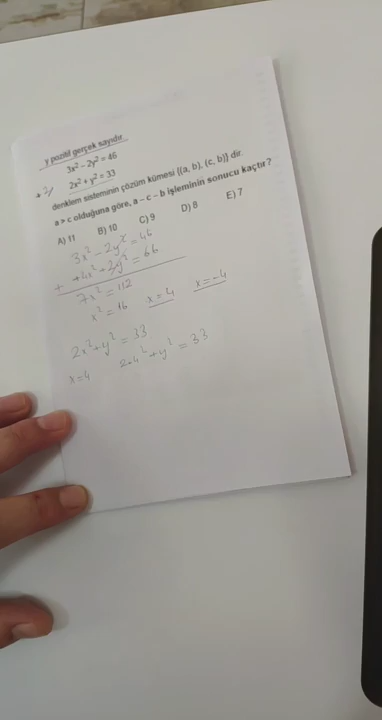 y pozitif gerçek sayıdır.
3x² - 2y² = 46
+2/ 2x² + y² = 33
denklem sisteminin çözüm kümesi {(a, b), (c, b)} dir.
a > c olduğuna göre, a - c - b işleminin sonucu kaçtır?
A) 11 B) 10 C) 9 D) 8 E) 7
3x² - 2y² = 46
+ +4x² + 2y² = 66
7x² = 112
x² = 16 x = 4 x = -4
2x² + y² = 33
x = 4 2·4² + y² = 33